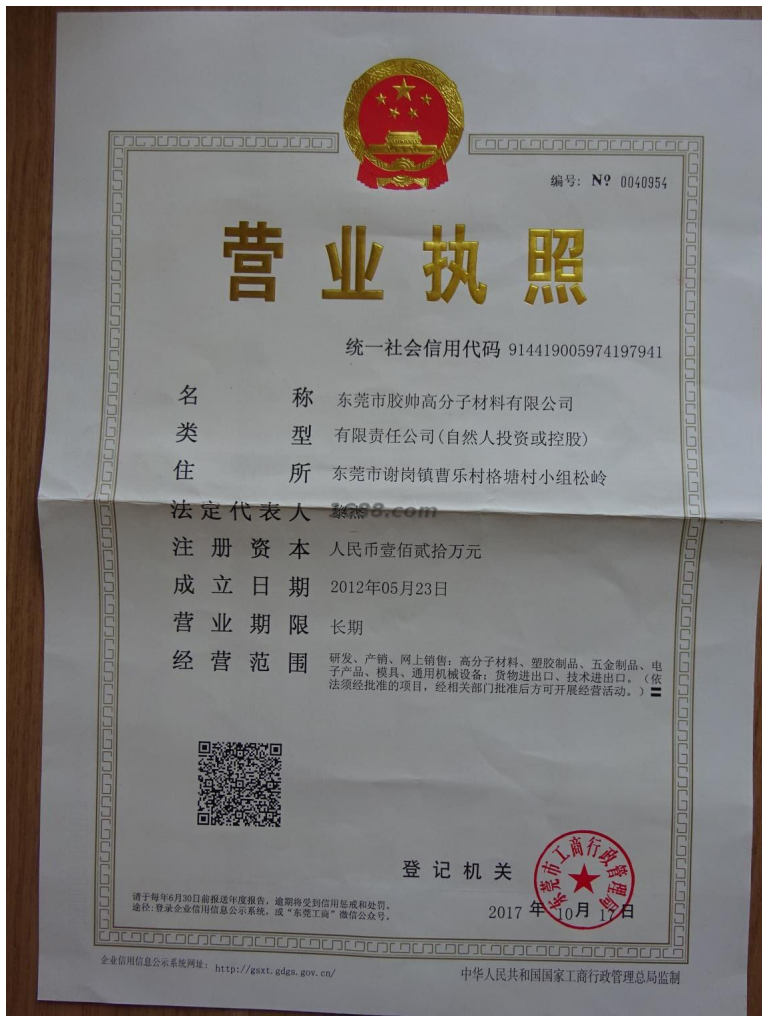 编号: No 0040954
营业执照
统一社会信用代码 914419005974197941
名称 东莞市胶帅高分子材料有限公司
类型 有限责任公司(自然人投资或控股)
住所 东莞市谢岗镇曹乐村格塘村小组松岭
法定代表人
1688.com
注册资本 人民币壹佰贰拾万元
成立日期 2012年05月23日
营业期限 长期
经营范围 研发、产销、网上销售：高分子材料、塑胶制品、五金制品、电
子产品、模具、通用机械设备；货物进出口、技术进出口。（依
法须经批准的项目，经相关部门批准后方可开展经营活动。）
登记机关
东莞市工商行政管理局
请于每年6月30日前报送年度报告，逾期将受到信用惩戒和处罚。
途径:登录企业信用信息公示系统，或“东莞工商”微信公众号。
2017 年 10 月 17 日
企业信用信息公示系统网址: http://gsxt.gdgs.gov.cn/
中华人民共和国国家工商行政管理总局监制